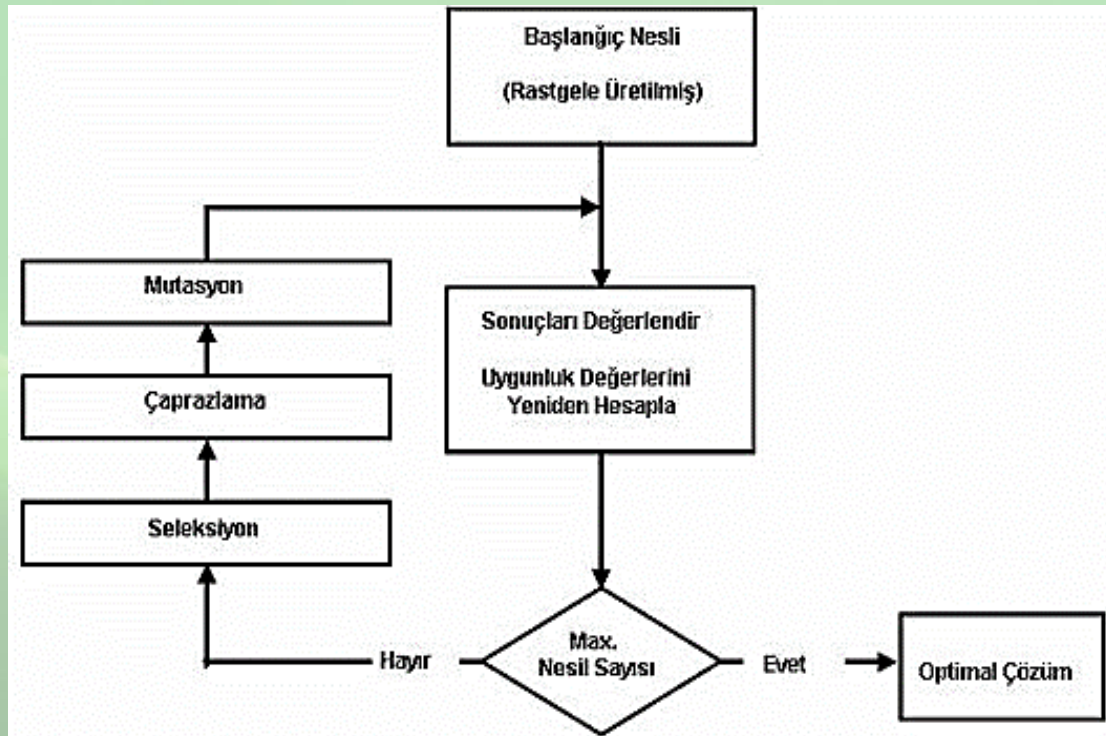 Başlanğıç Nesli
(Rastgele Üretilmiş)
Mutasyon
Sonuçları Değerlendir
Uygunluk Değerlerini
Yeniden Hesapla
Çaprazlama
Seleksiyon
Hayır
Max.
Nesil Sayısı
Evet
Optimal Çözüm